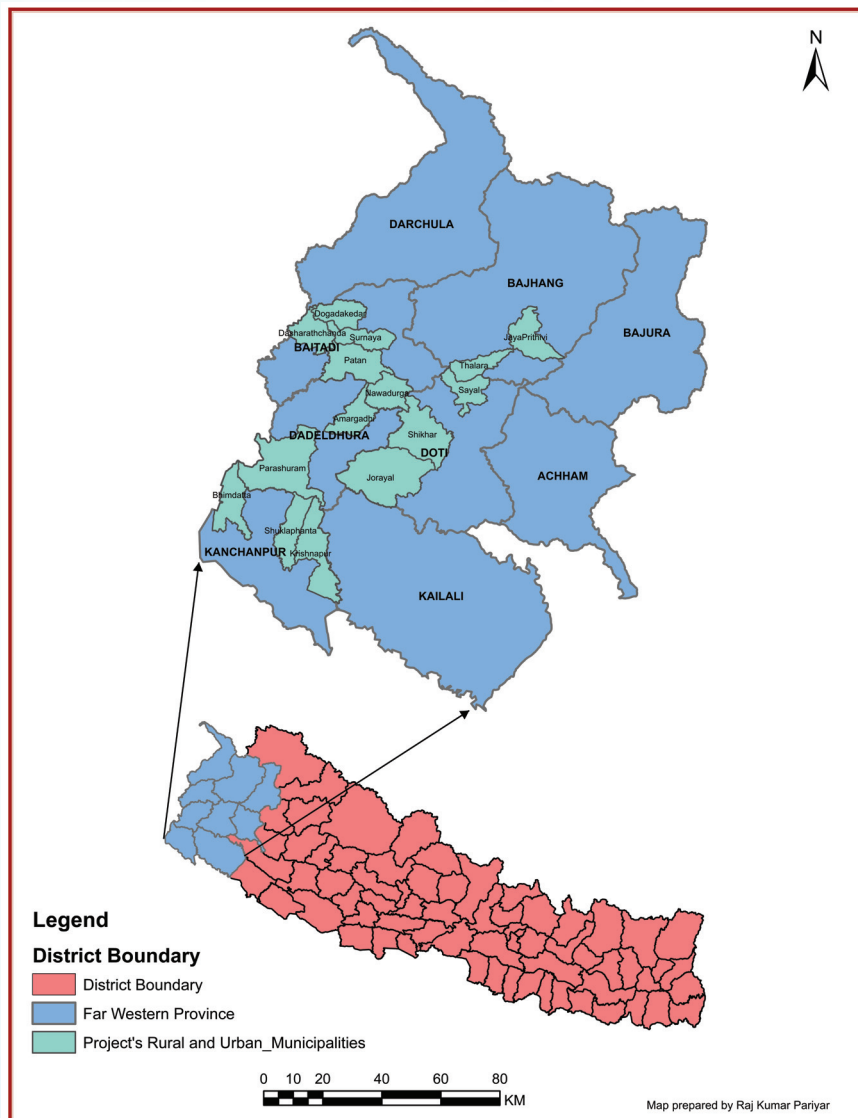 N
DARCHULA
BAJHANG
BAJURA
Dogadakedar
Dasharathchanda
Surnaya
BAITADI
JayaPrithivi
Patan
Thalara
Nawadurga
Sayal
Amargadhi
DADELDHURA
Shikhar
DOTI
Parashuram
Jorayal
ACHHAM
Bhimdatta
Shuklaphanta
KANCHANPUR
Krishnapur
KAILALI
Legend
District Boundary
District Boundary
Far Western Province
Project's Rural and Urban_Municipalities
0 10 20 40 60 80
KM
Map prepared by Raj Kumar Pariyar